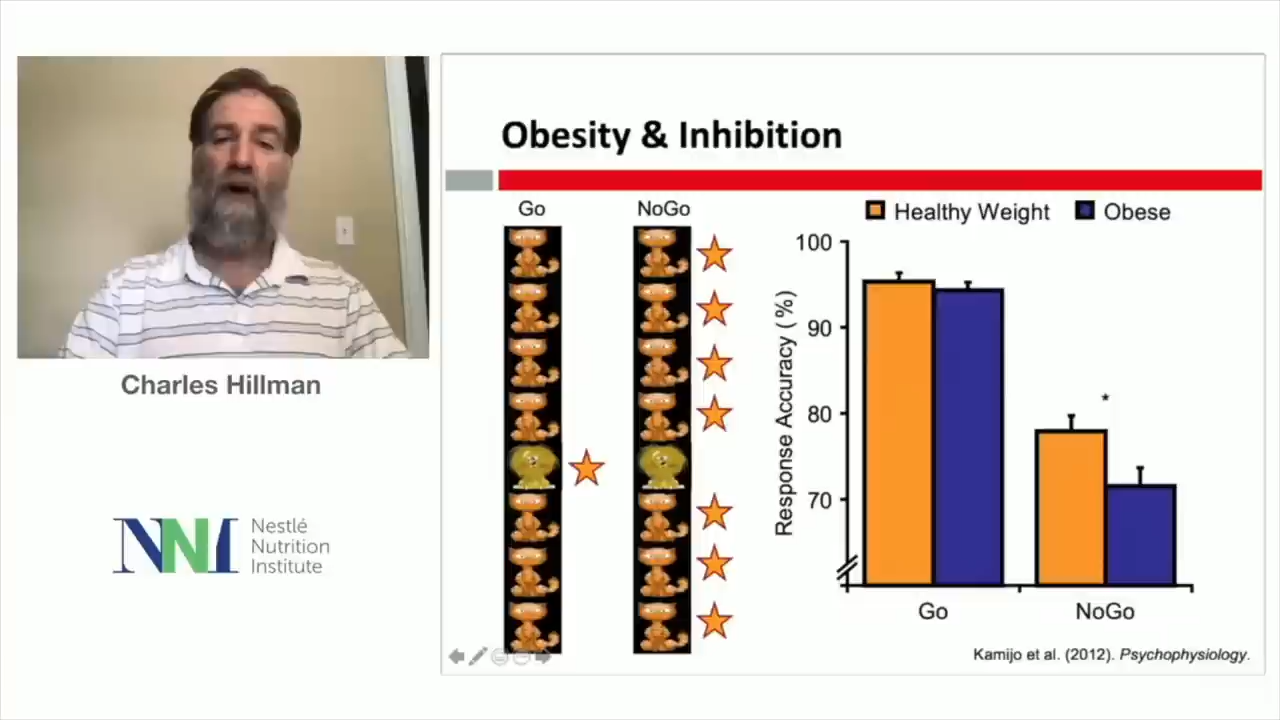 Charles Hillman
NNI
Nestlé
Nutrition
Institute
Obesity & Inhibition
Go
NoGo
Healthy Weight
Obese
Response Accuracy (%)
100
90
80
70
*
Go
NoGo
Kamijo et al. (2012). Psychophysiology.